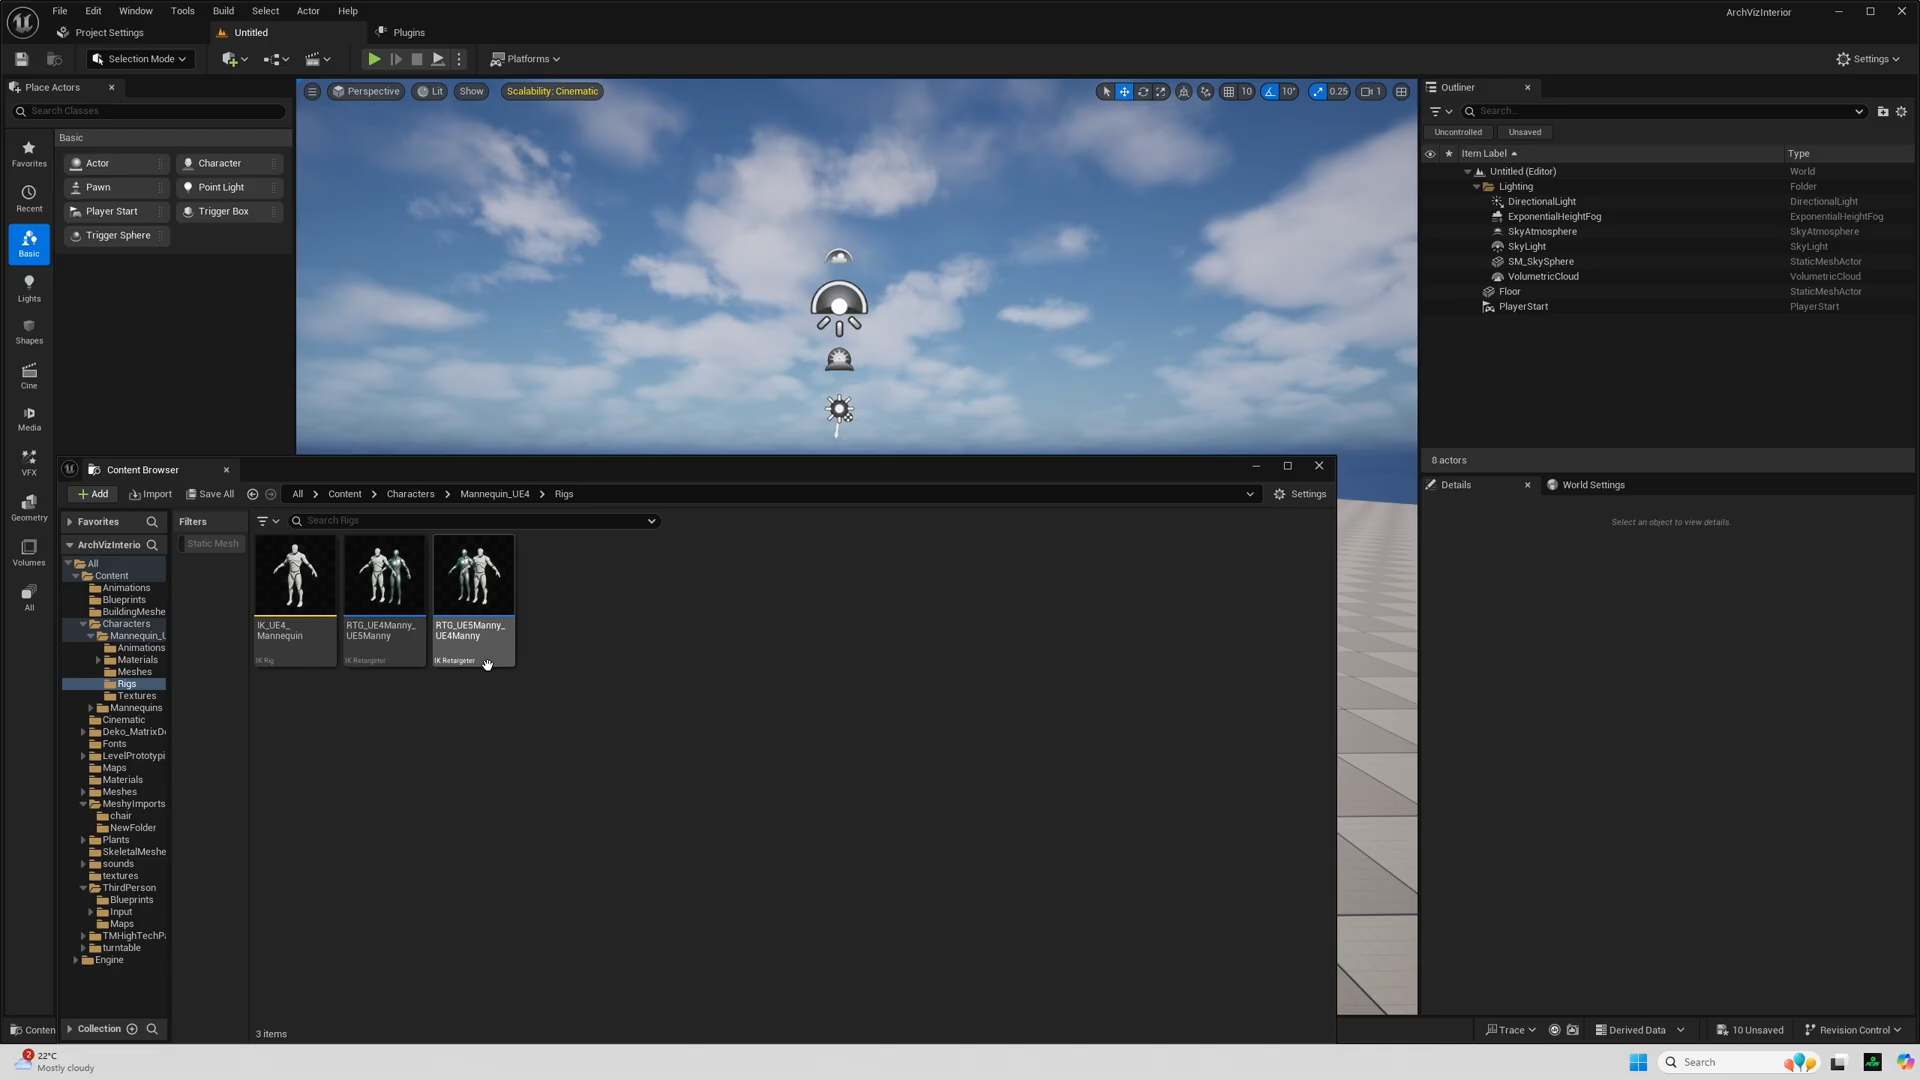 File Edit Window Tools Build Select Actor Help
ArchVizInterior
Project Settings
Untitled
Plugins
Selection Mode
Platforms
Settings
Place Actors
Search Classes
Basic
Favorites
Recent
Basic
Lights
Shapes
Cine
Media
VFX
Geometry
Volumes
All
Actor
Character
Pawn
Point Light
Player Start
Trigger Box
Trigger Sphere
Perspective
Lit
Show
Scalability: Cinematic
10
10°
0.25
1
Outliner
Search...
Uncontrolled
Unsaved
Item Label
Type
Untitled (Editor) World
Lighting Folder
DirectionalLight DirectionalLight
ExponentialHeightFog ExponentialHeightFog
SkyAtmosphere SkyAtmosphere
SkyLight SkyLight
SM_SkySphere StaticMeshActor
VolumetricCloud VolumetricCloud
Floor StaticMeshActor
PlayerStart PlayerStart
8 actors
Details
World Settings
Select an object to view details.
Content Browser
Add
Import
Save All
All Content Characters Mannequin_UE4 Rigs
Settings
Favorites
ArchVizInterio
All
Content
Animations
Blueprints
BuildingMeshe
Characters
Mannequin_U
Animations
Materials
Meshes
Rigs
Textures
Mannequins
Cinematic
Deko_MatrixD
Fonts
LevelPrototypi
Maps
Materials
Meshes
MeshyImports
chair
NewFolder
Plants
SkeletalMeshe
sounds
textures
ThirdPerson
Blueprints
Input
Maps
TMHighTechP
turntable
Engine
Collection
Filters
Static Mesh
Search Rigs
IK_UE4_
Mannequin
IK Rig
RTG_UE4Manny_
UE5Manny
IK Retargeter
RTG_UE5Manny_
UE4Manny
IK Retargeter
3 items
Conten
Trace
Derived Data
10 Unsaved
Revision Control
2
22°C
Mostly cloudy
Search